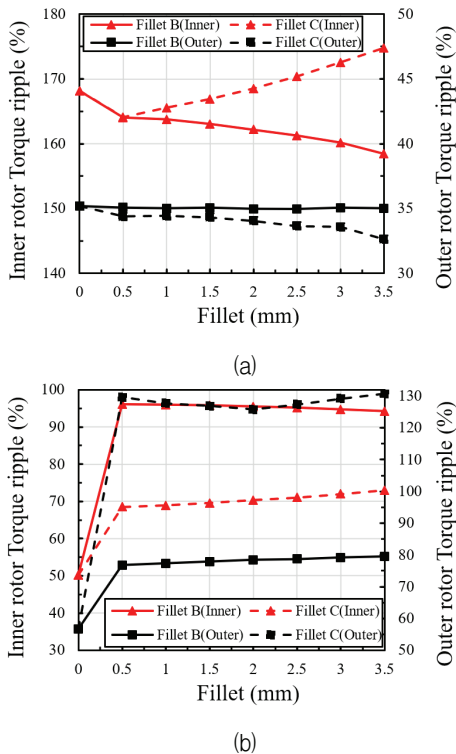 180
50
Fillet B(Inner)
Fillet C(Inner)
Fillet B(Outer)
Fillet C(Outer)
170
45
160
40
150
35
140
30
0
0.5
1
1.5
2
2.5
3
3.5
Inner rotor Torque ripple (%)
Outer rotor Torque ripple (%)
Fillet (mm)
(a)
100
90
80
70
60
50
40
30
130
120
110
100
90
80
70
60
50
Fillet B(Inner)
Fillet C(Inner)
Fillet B(Outer)
Fillet C(Outer)
0
0.5
1
1.5
2
2.5
3
3.5
Inner rotor Torque ripple (%)
Outer rotor Torque ripple (%)
Fillet (mm)
(b)